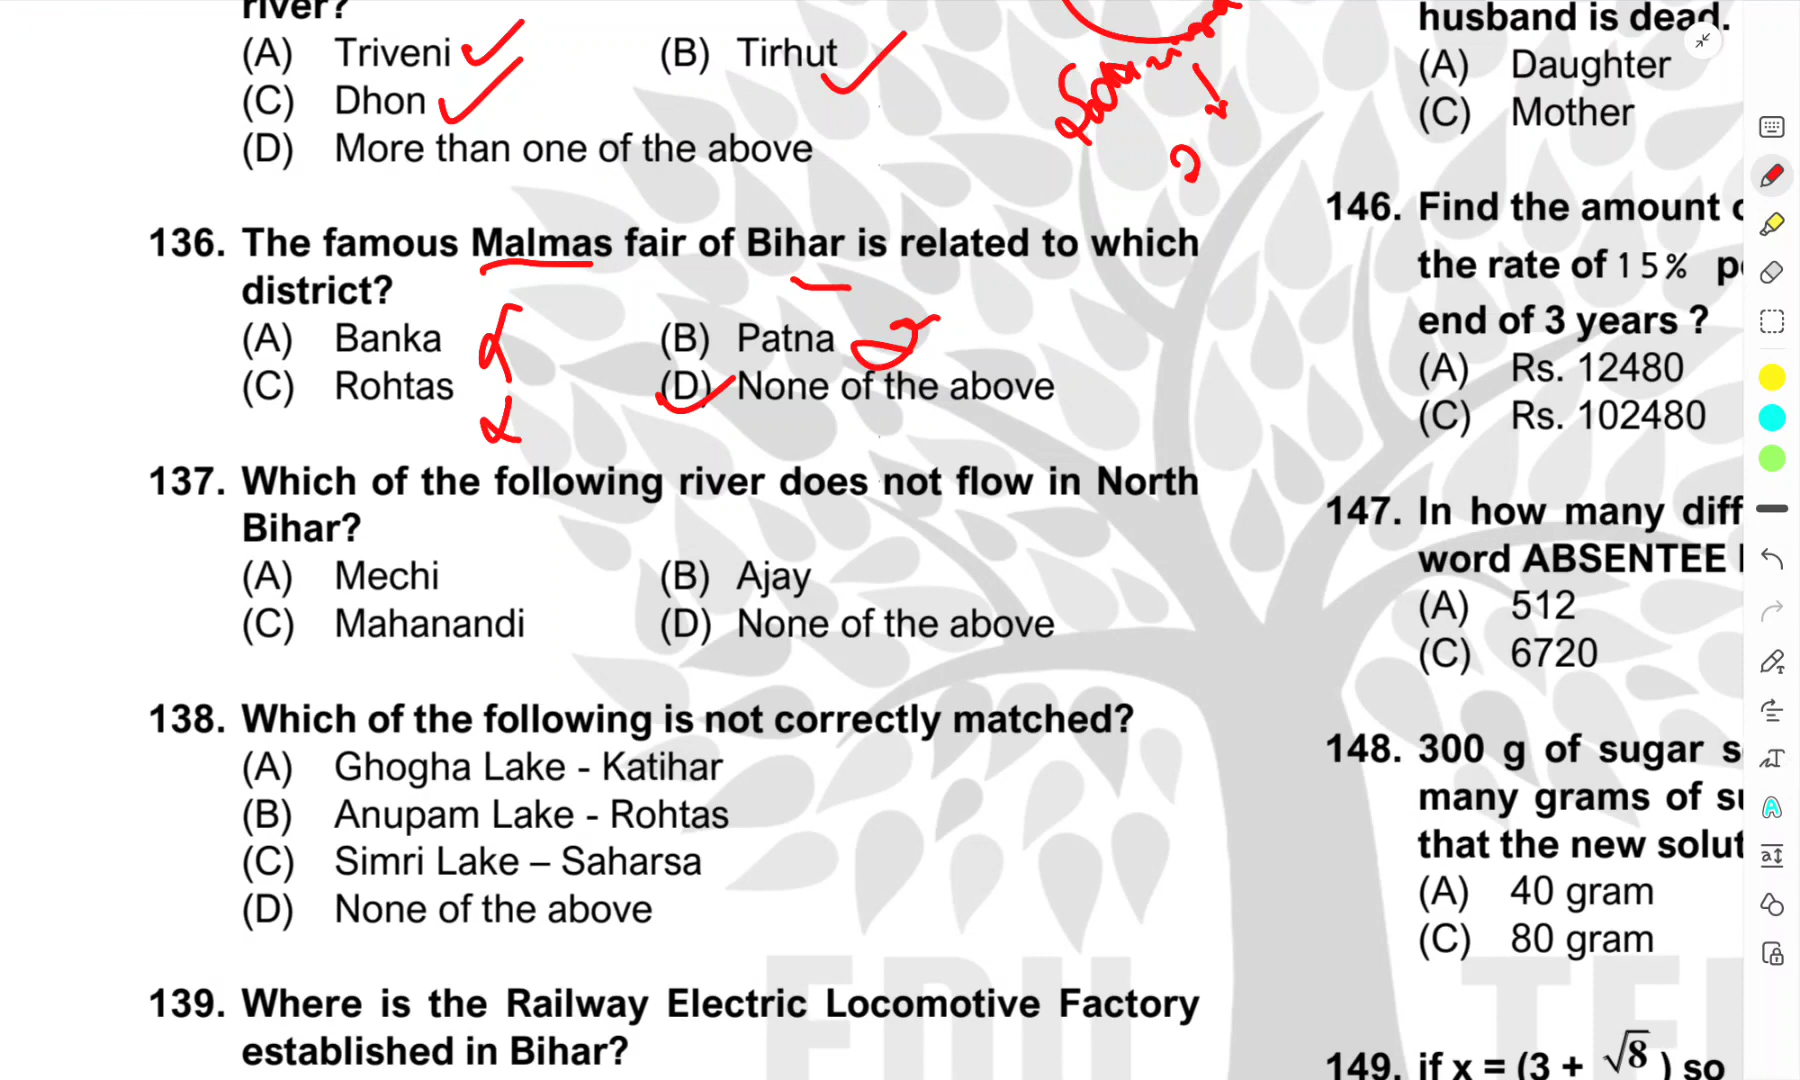 river?
(A) Triveni (B) Tirhut
(C) Dhon
(D) More than one of the above
136. The famous Malmas fair of Bihar is related to which
district?
(A) Banka (B) Patna
(C) Rohtas (D) None of the above
137. Which of the following river does not flow in North
Bihar?
(A) Mechi (B) Ajay
(C) Mahanandi (D) None of the above
138. Which of the following is not correctly matched?
(A) Ghogha Lake - Katihar
(B) Anupam Lake - Rohtas
(C) Simri Lake – Saharsa
(D) None of the above
139. Where is the Railway Electric Locomotive Factory
established in Bihar?
husband is dead.
(A) Daughter
(C) Mother
146. Find the amount
the rate of 15%
end of 3 years ?
(A) Rs. 12480
(C) Rs. 102480
147. In how many diff
word ABSENTEE
(A) 512
(C) 6720
148. 300 g of sugar s
many grams of su
that the new solut
(A) 40 gram
(C) 80 gram
149. if x = (3 + √8 ) so
EDU TE